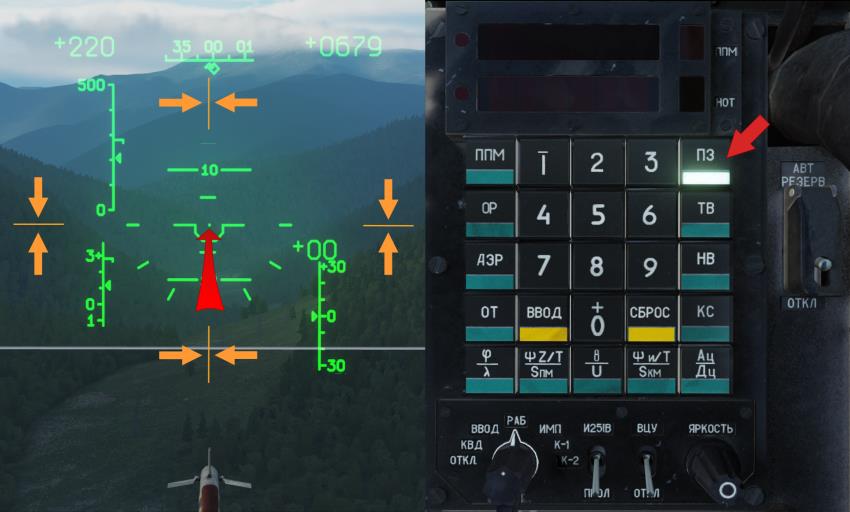 +220
35 00 01
+0679
500
10
0
+00
3+
0
1
+30
0
-30
ППМ
НОТ
ППМ
1
2
3
ПЗ
ОР
4
5
6
ТВ
АЭР
7
8
9
НВ
ОТ
ВВОД
+
0
СБРОС
КС
φ
λ
ΨZ/T
Sпм
θ
U
Ψw/T
Sкм
Ац
Дц
АВТ
РЕЗЕРВ
ОТКЛ
ВВОД
РАБ
ИМП
КВД
К-1
ОТКЛ
К-2
И251В
ВЦУ
ЯРКОСТЬ
ПРОЛ
ОТКЛ